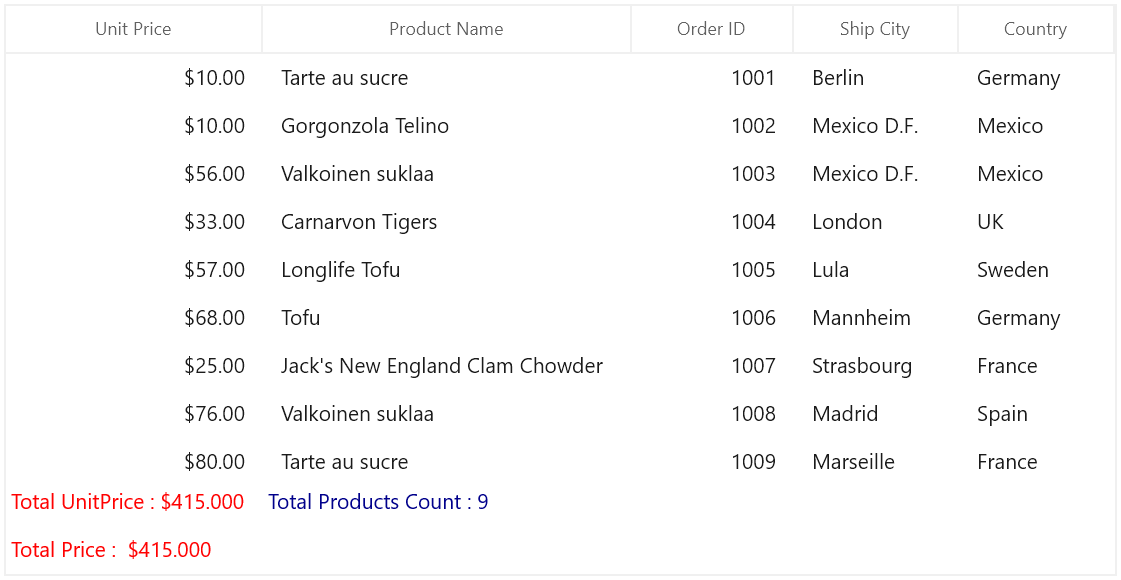 Unit Price Product Name Order ID Ship City Country
$10.00 Tarte au sucre 1001 Berlin Germany
$10.00 Gorgonzola Telino 1002 Mexico D.F. Mexico
$56.00 Valkoinen suklaa 1003 Mexico D.F. Mexico
$33.00 Carnarvon Tigers 1004 London UK
$57.00 Longlife Tofu 1005 Lula Sweden
$68.00 Tofu 1006 Mannheim Germany
$25.00 Jack's New England Clam Chowder 1007 Strasbourg France
$76.00 Valkoinen suklaa 1008 Madrid Spain
$80.00 Tarte au sucre 1009 Marseille France
Total UnitPrice : $415.000 Total Products Count : 9
Total Price : $415.000